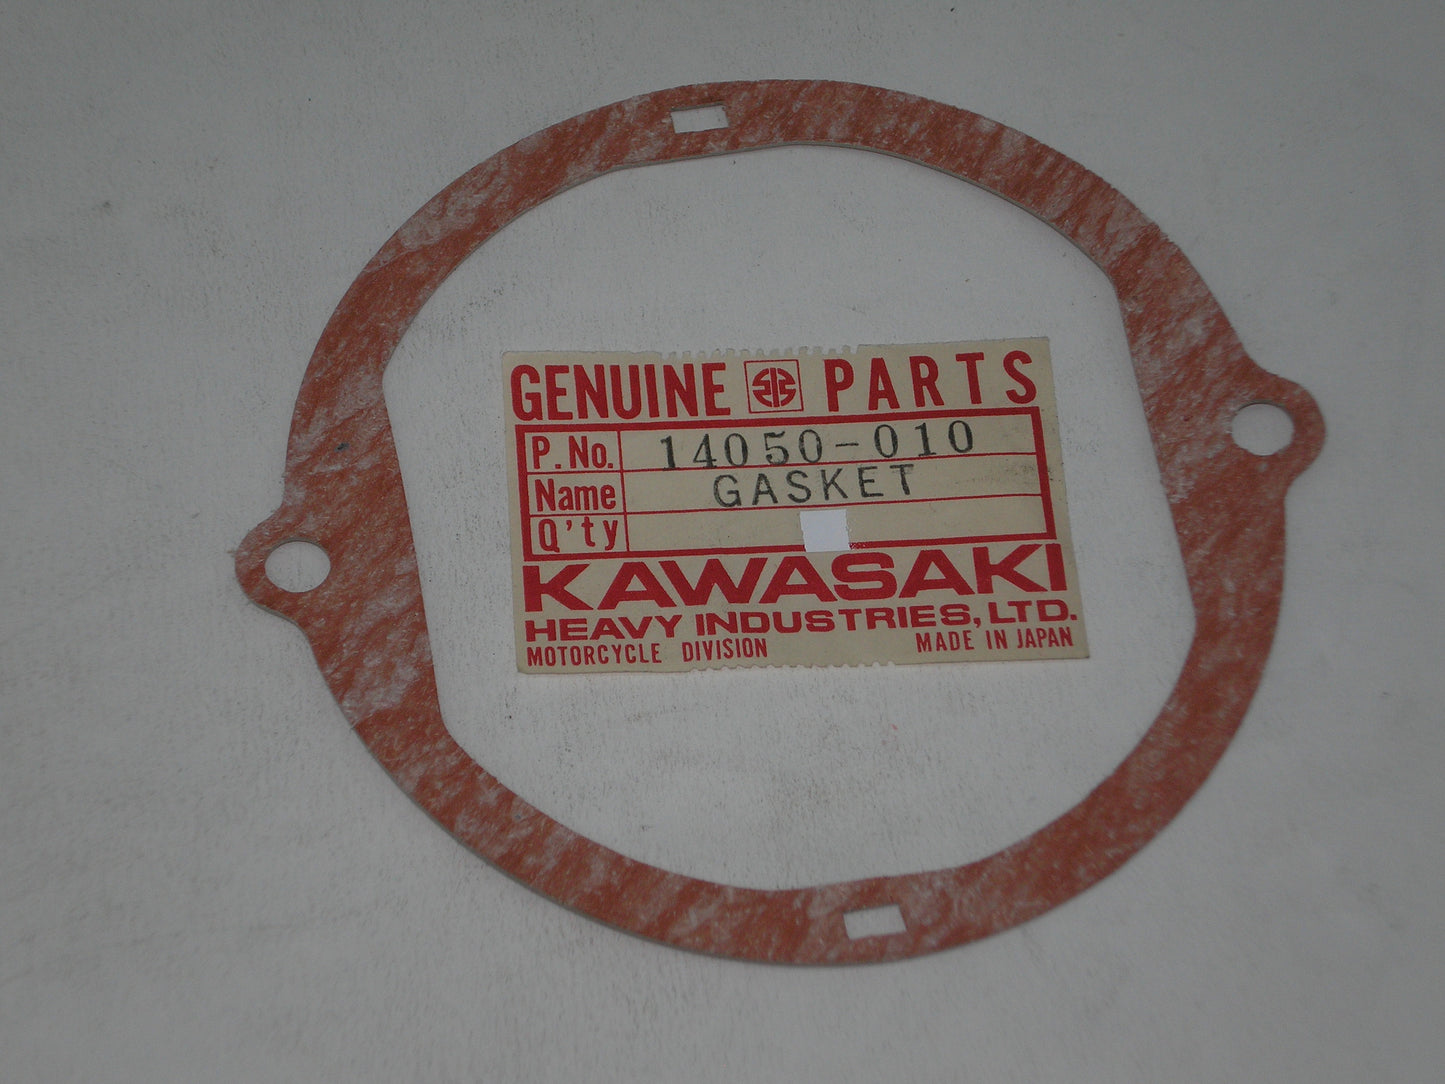 GENUINE PARTS
P.No. 14050-010
Name GASKET
Q'ty
KAWASAKI
HEAVY INDUSTRIES, LTD.
MOTORCYCLE DIVISION MADE IN JAPAN